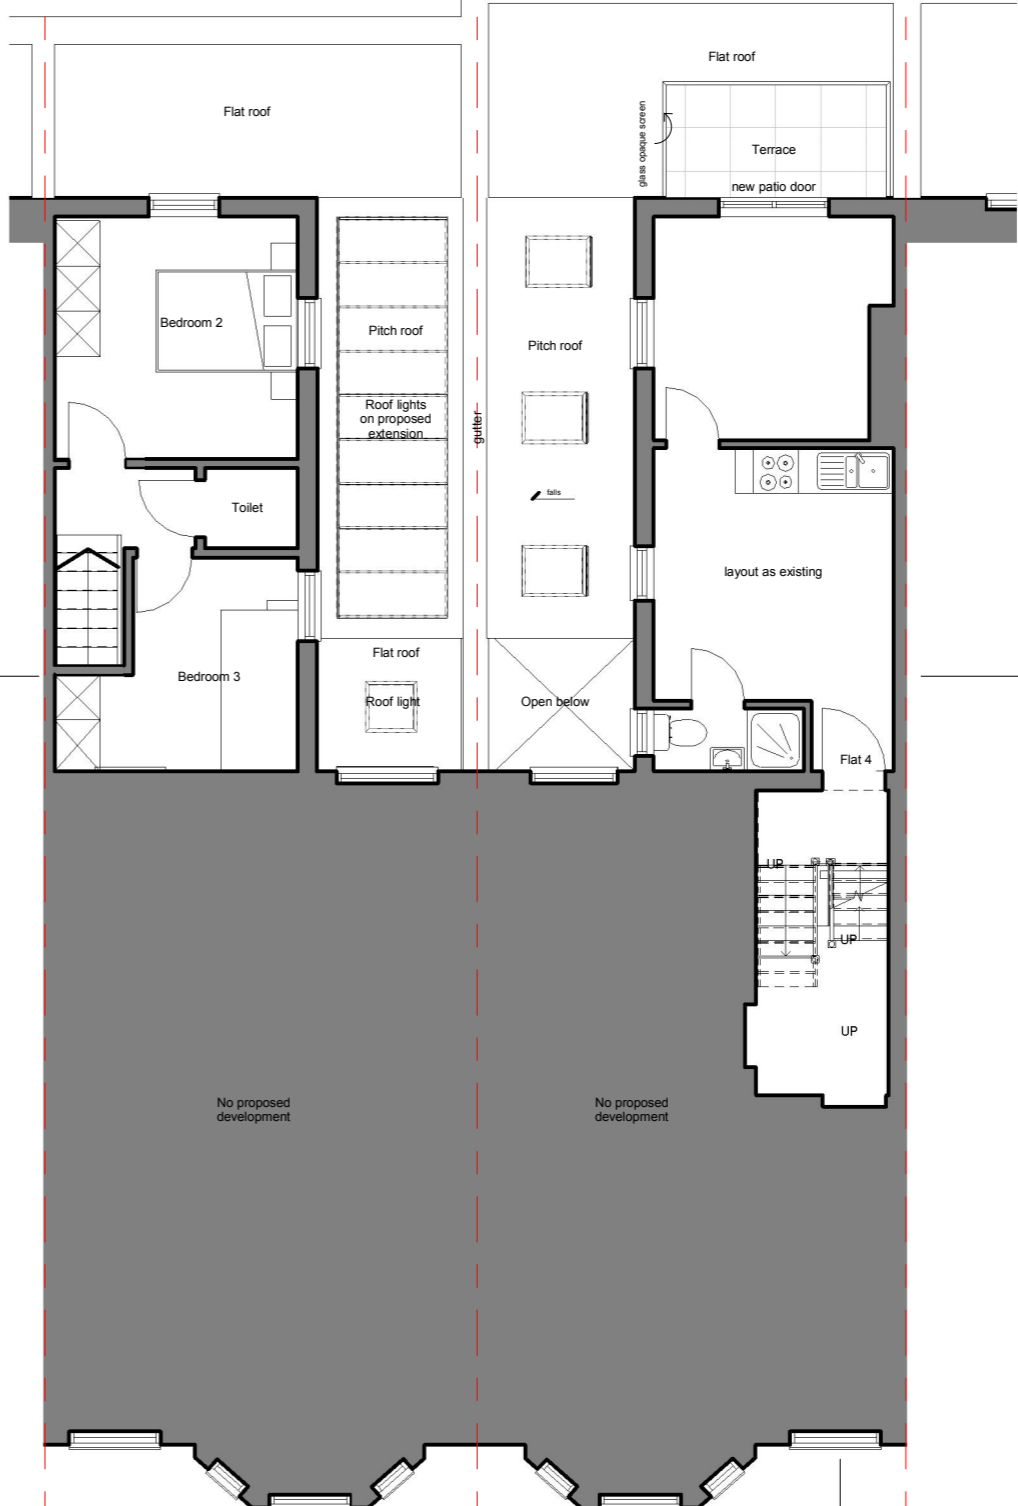 Flat roof
Flat roof
glass opaque screen
Terrace
new patio door
Bedroom 2
Pitch roof
Pitch roof
Roof lights
on proposed
extension
gutter
falls
Toilet
layout as existing
Flat roof
Bedroom 3
Roof light
Open below
Flat 4
UP
UP
UP
No proposed
development
No proposed
development